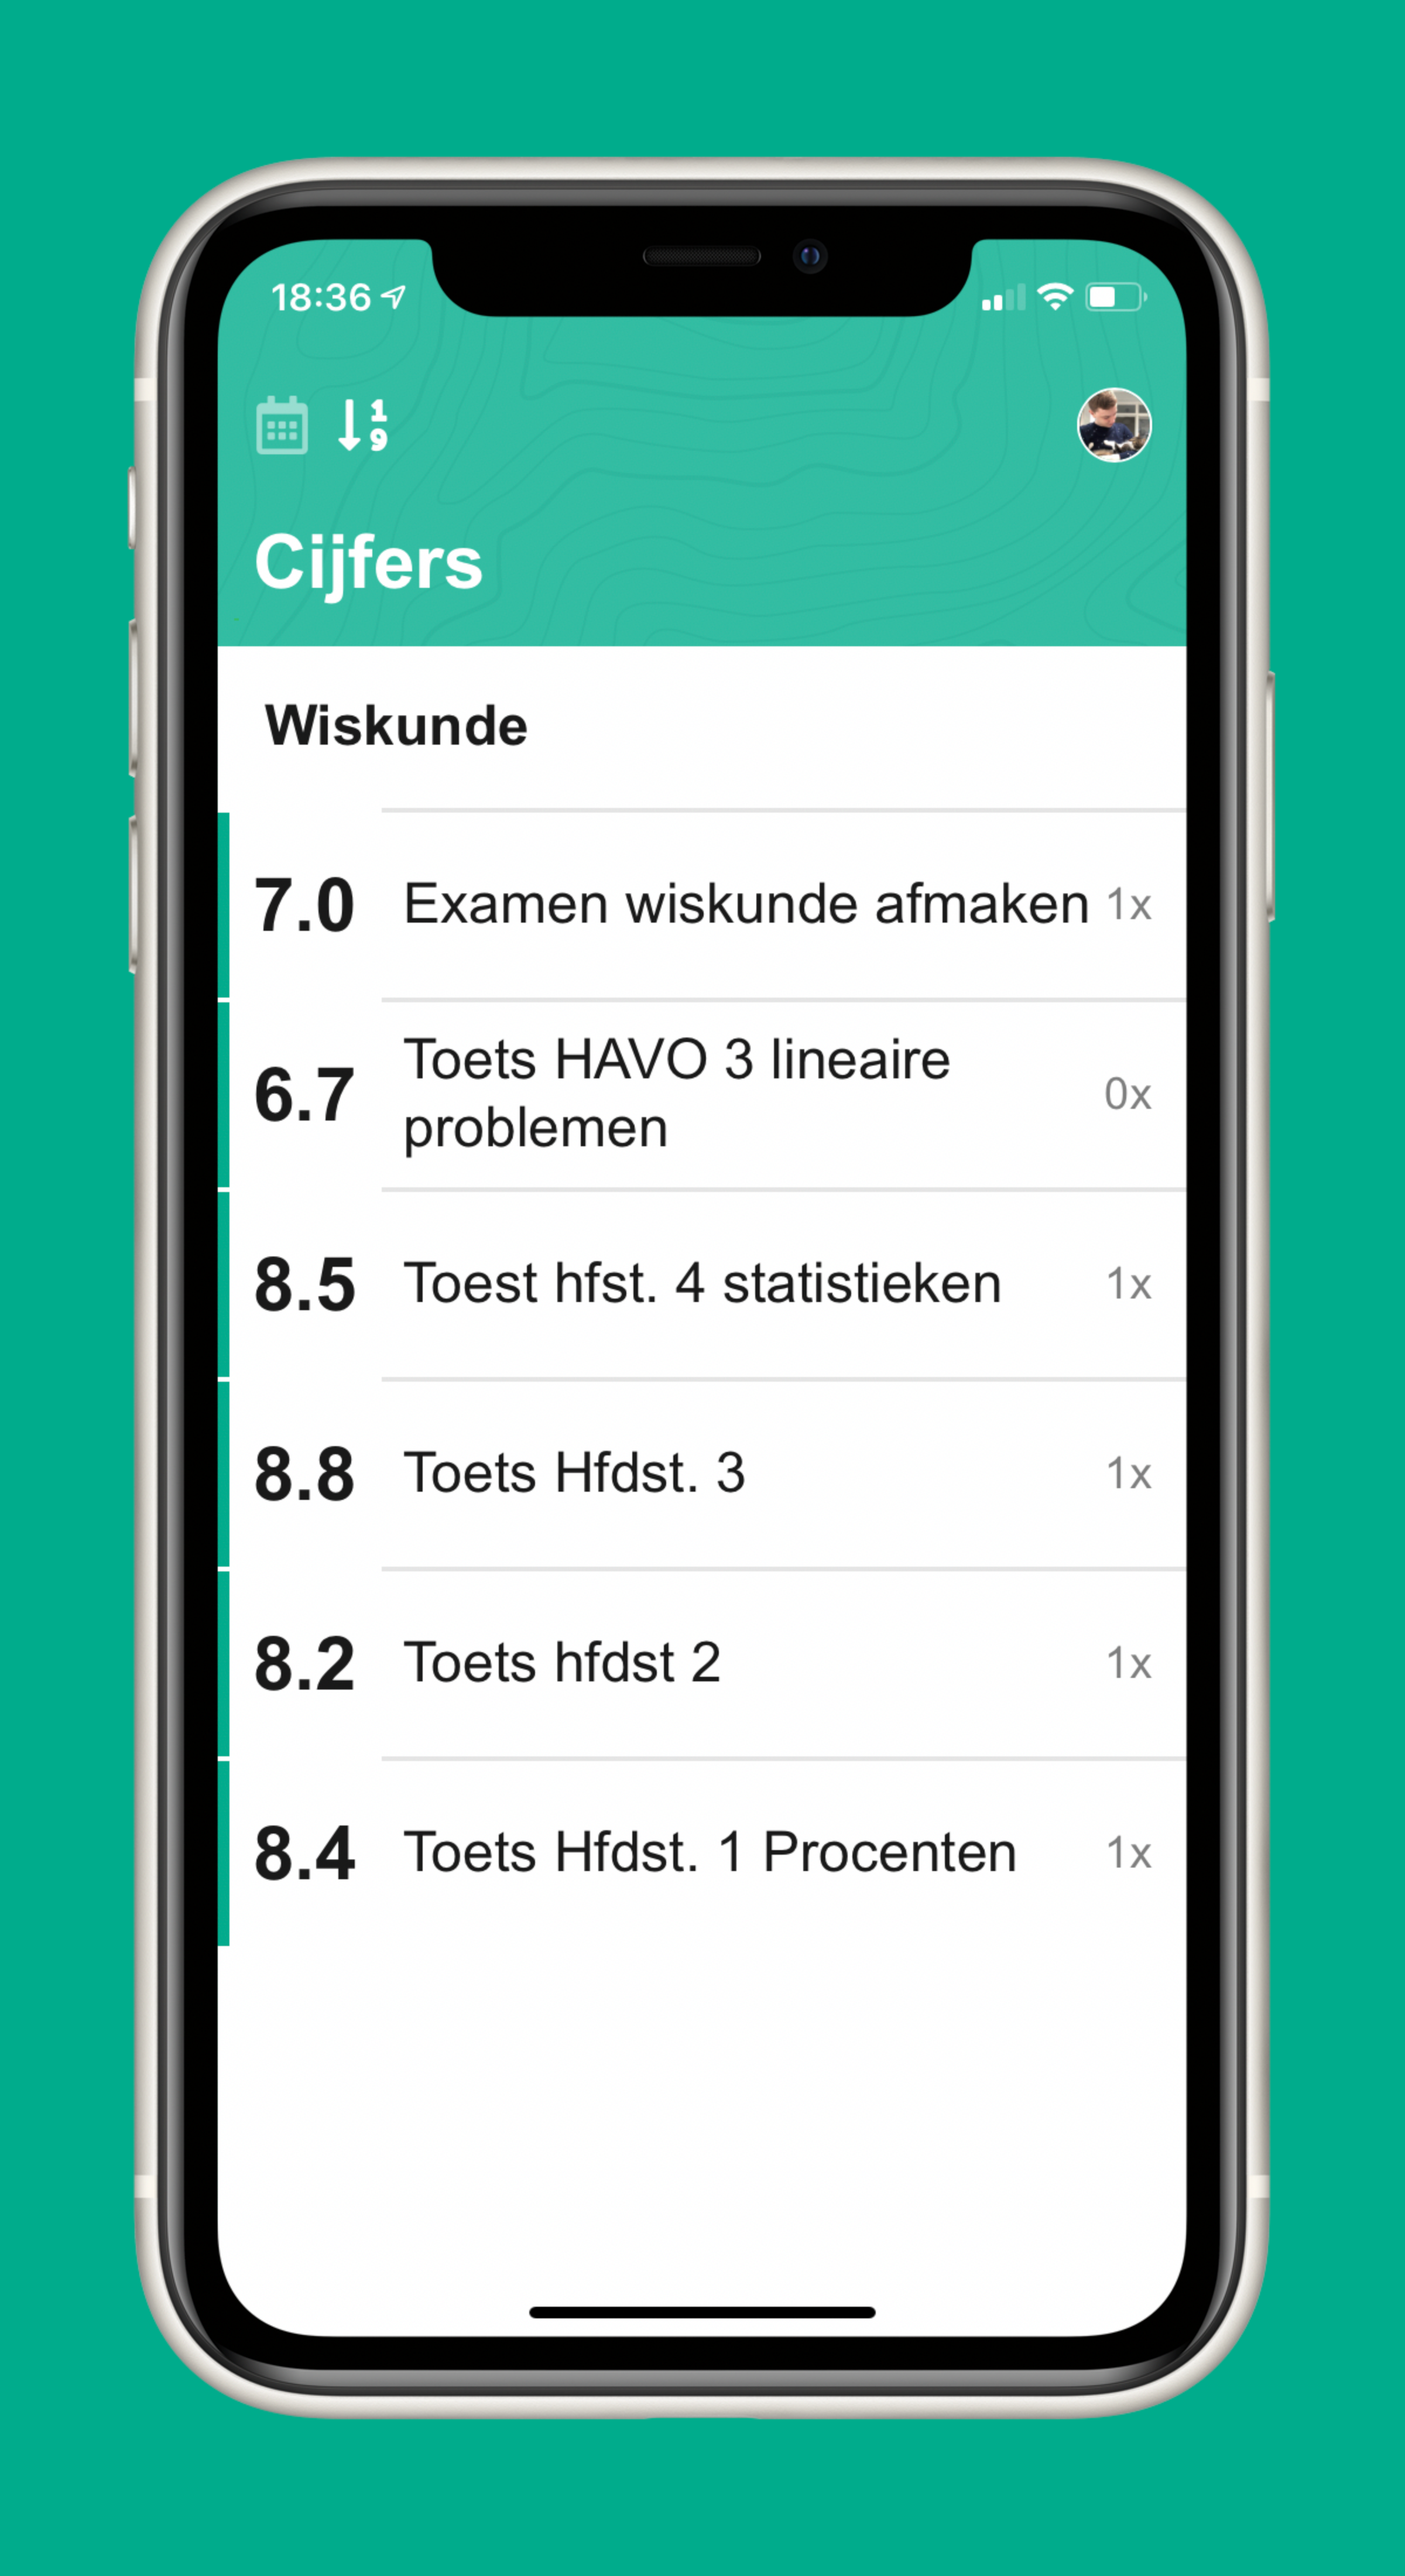 18:36
1
9
Cijfers
Wiskunde
7.0 Examen wiskunde afmaken 1x
6.7 Toets HAVO 3 lineaire
problemen 0x
8.5 Toest hfst. 4 statistieken 1x
8.8 Toets Hfdst. 3 1x
8.2 Toets hfdst 2 1x
8.4 Toets Hfdst. 1 Procenten 1x